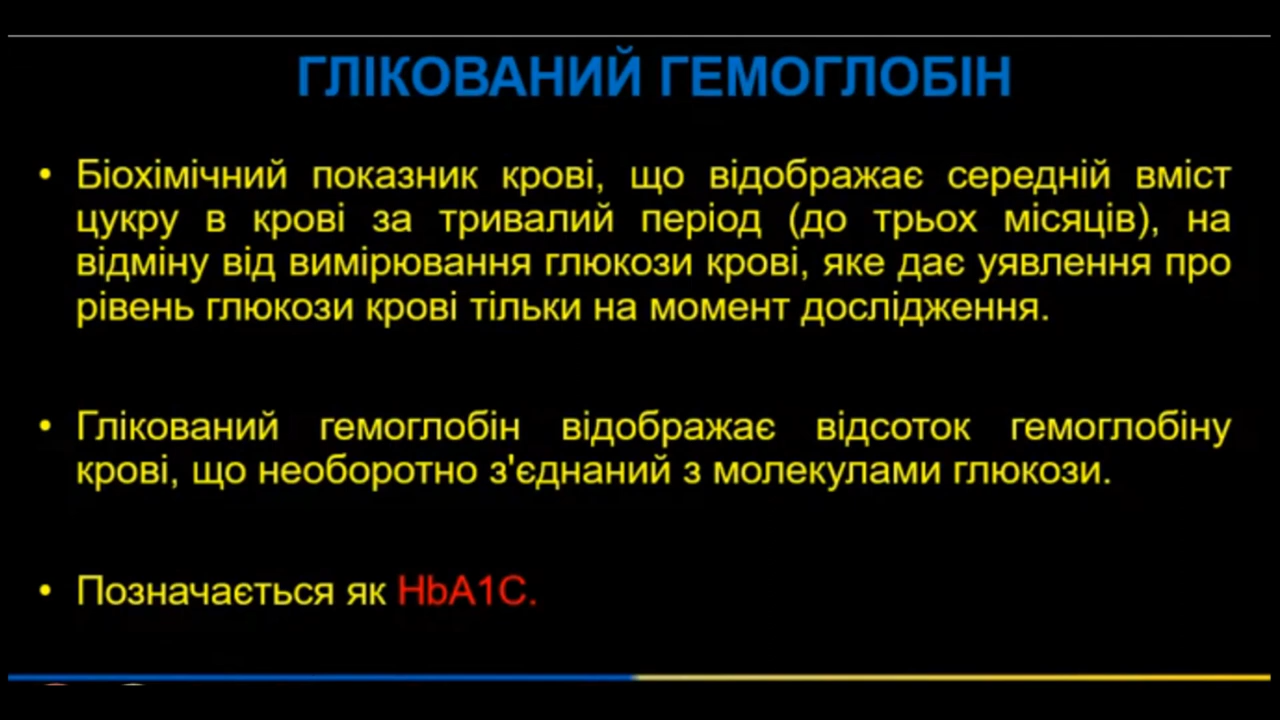 ГЛІКОВАНИЙ ГЕМОГЛОБІН
• Біохімічний показник крові, що відображає середній вміст
цукру в крові за тривалий період (до трьох місяців), на
відміну від вимірювання глюкози крові, яке дає уявлення про
рівень глюкози крові тільки на момент дослідження.
• Глікований гемоглобін відображає відсоток гемоглобіну
крові, що необоротно з'єднаний з молекулами глюкози.
• Позначається як HbA1C.